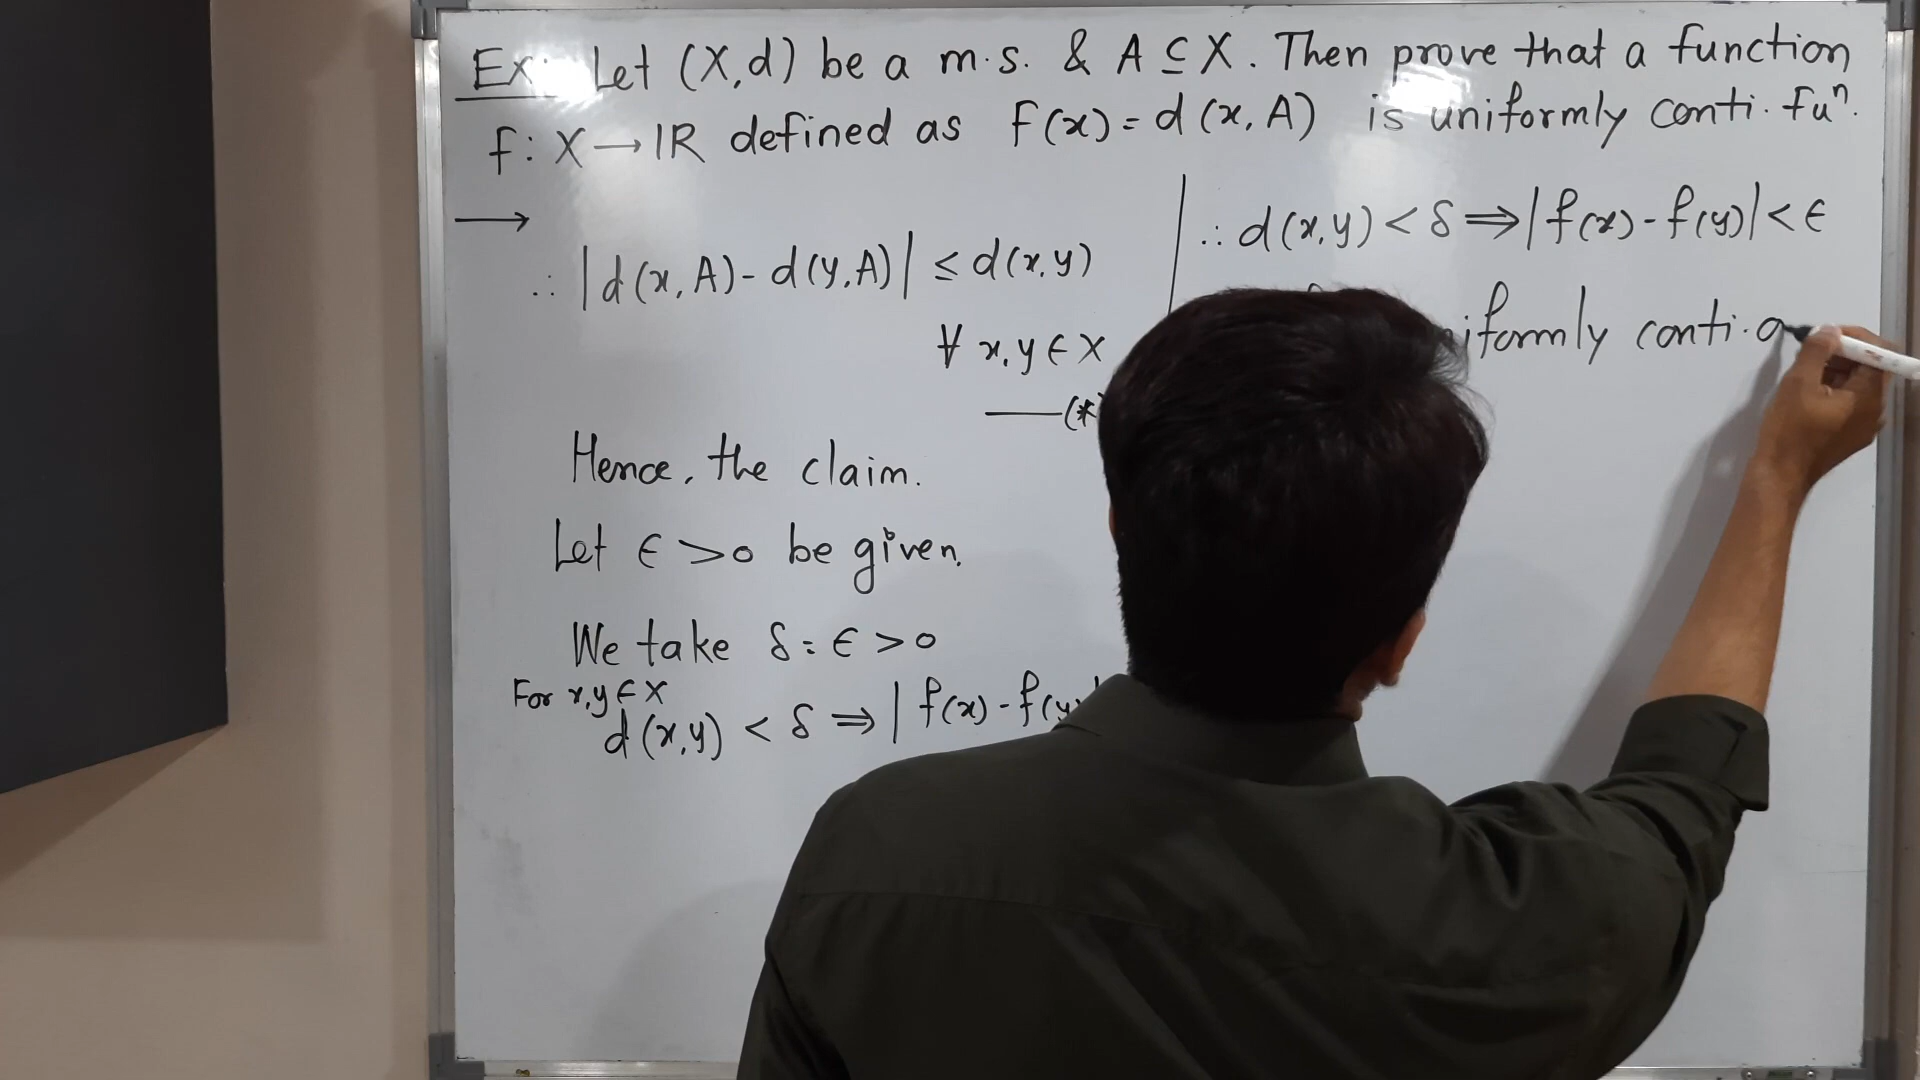 Ex: Let (X,d) be a m.s. & A ⊆ X. Then prove that a function
f: X → IR defined as f(x) = d(x, A) is uniformly conti. fuⁿ.
→
∴ |d(x, A) - d(y, A)| ≤ d(x, y)
∀ x, y ∈ X
—(*
Hence, the claim.
Let ∈ > 0 be given.
We take δ = ∈ > 0
For x, y ∈ X
d(x, y) < δ ⇒ | f(x) - f(y)
∴ d(x, y) < δ ⇒ | f(x) - f(y)| < ∈
conti.